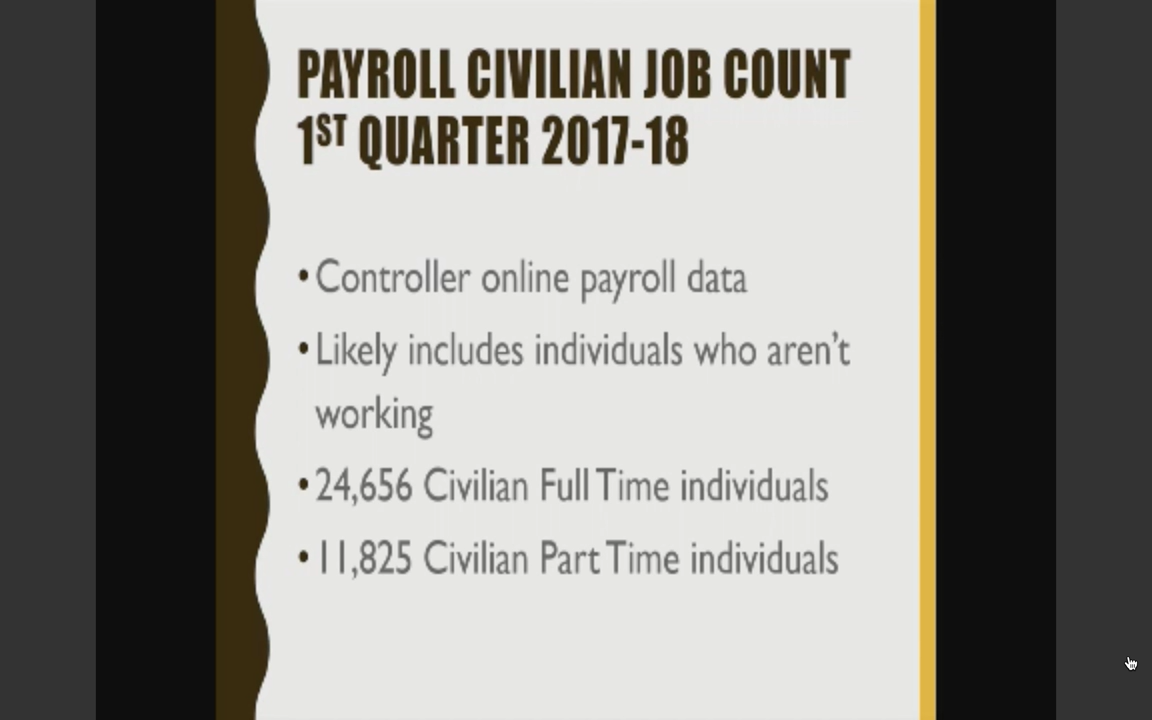 PAYROLL CIVILIAN JOB COUNT
1ST QUARTER 2017-18
• Controller online payroll data
• Likely includes individuals who aren't
working
• 24,656 Civilian Full Time individuals
• 11,825 Civilian Part Time individuals